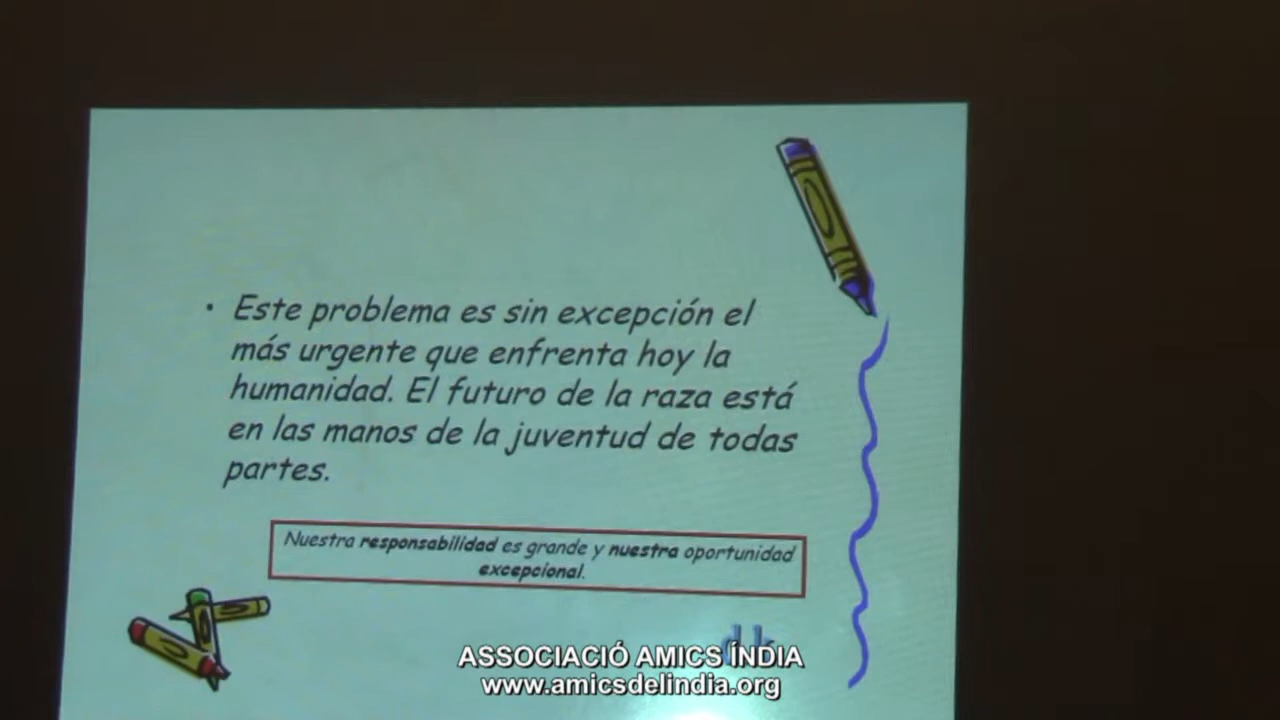 • Este problema es sin excepción el
más urgente que enfrenta hoy la
humanidad. El futuro de la raza está
en las manos de la juventud de todas
partes.
Nuestra responsabilidad es grande y nuestra oportunidad
excepcional.
ASSOCIACIÓ AMICS ÍNDIA
www.amicsdelindia.org